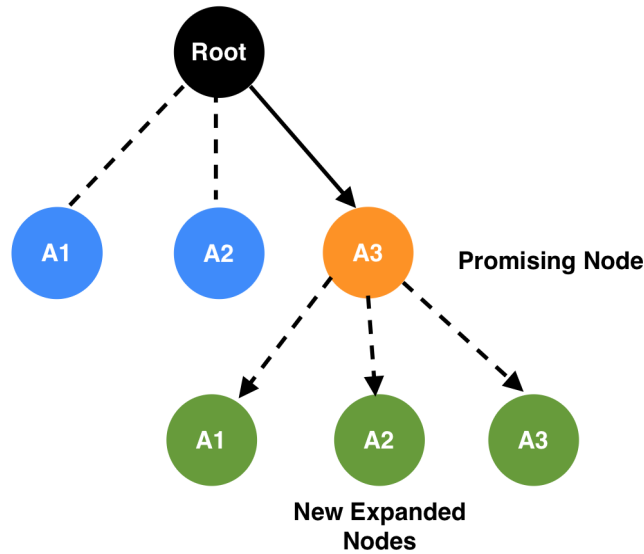 Root
A1
A2
A3
Promising Node
A1
A2
A3
New Expanded
Nodes